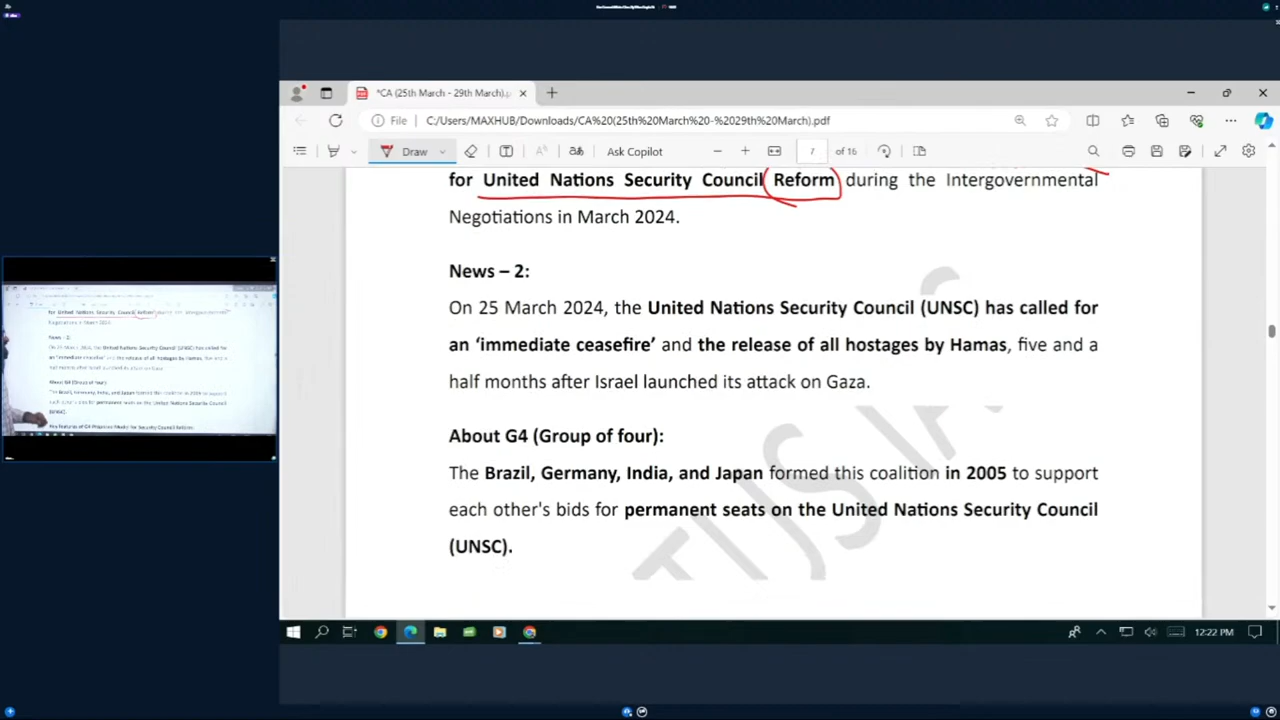 *CA (25th March - 29th March).p
File C:/Users/MAXHUB/Downloads/CA%20(25th%20March%20-%2029th%20March).pdf
Draw Ask Copilot 7 of 16
for United Nations Security Council Reform during the Intergovernmental
Negotiations in March 2024.
News – 2:
On 25 March 2024, the United Nations Security Council (UNSC) has called for
an ‘immediate ceasefire’ and the release of all hostages by Hamas, five and a
half months after Israel launched its attack on Gaza.
About G4 (Group of four):
The Brazil, Germany, India, and Japan formed this coalition in 2005 to support
each other's bids for permanent seats on the United Nations Security Council
(UNSC).
12:22 PM